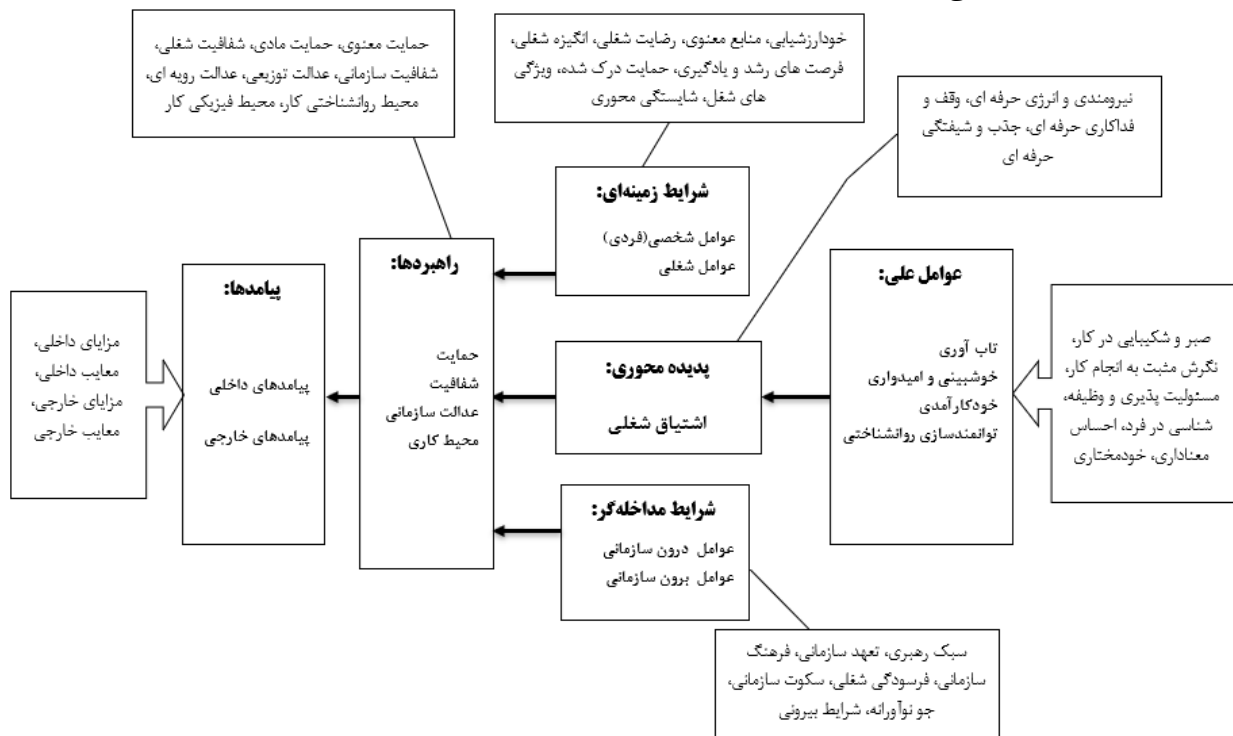 حمایت معنوی، حمایت مادی، شفافیت شغلی،
شفافیت سازمانی، عدالت توزیعی، عدالت رویه ای،
محیط روانشناختی کار، محیط فیزیکی کار
خودارزشیابی، منابع معنوی، رضایت شغلی، انگیزه شغلی،
فرصت های رشد و یادگیری، حمایت درک شده، ویژگی
های شغل، شایستگی محوری
نیرومندی و انرژی حرفه ای، وقف و
فداکاری حرفه ای، جذب و شیفتگی
حرفه ای
صبر و شکیبایی در کار،
نگرش مثبت به انجام کار،
مسئولیت پذیری و وظیفه،
شناسی در فرد، احساس
معناداری، خودمختاری
عوامل علی:
تاب آوری
خوشبینی و امیدواری
خودکارآمدی
توانمندسازی روانشناختی
شرایط زمینه‌ای:
عوامل شخصی(فردی)
عوامل شغلی
پدیده محوری:
اشتیاق شغلی
شرایط مداخله‌گر:
عوامل درون سازمانی
عوامل برون سازمانی
راهبردها:
حمایت
شفافیت
عدالت سازمانی
محیط کاری
پیامدها:
پیامدهای داخلی
پیامدهای خارجی
مزایای داخلی،
معایب داخلی،
مزایای خارجی،
معایب خارجی
سبک رهبری، تعهد سازمانی، فرهنگ
سازمانی، فرسودگی شغلی، سکوت سازمانی،
جو نوآورانه، شرایط بیرونی